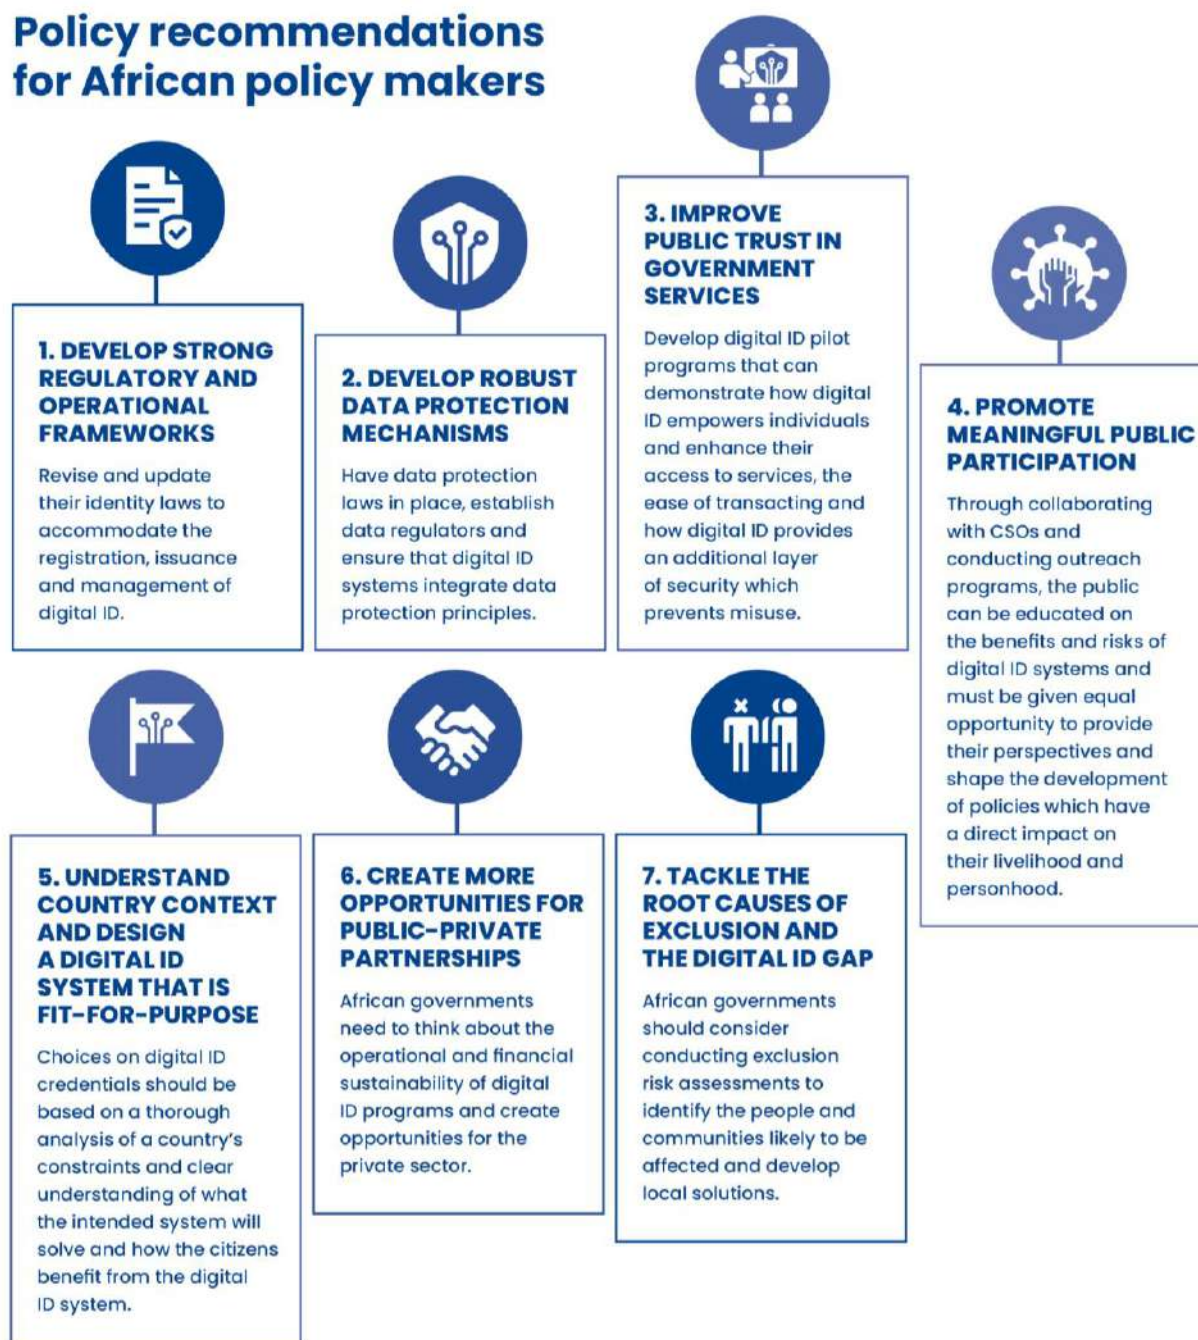 Policy recommendations
for African policy makers
1. DEVELOP STRONG
REGULATORY AND
OPERATIONAL
FRAMEWORKS
Revise and update
their identity laws to
accommodate the
registration, issuance
and management of
digital ID.
2. DEVELOP ROBUST
DATA PROTECTION
MECHANISMS
Have data protection
laws in place, establish
data regulators and
ensure that digital ID
systems integrate data
protection principles.
3. IMPROVE
PUBLIC TRUST IN
GOVERNMENT
SERVICES
Develop digital ID pilot
programs that can
demonstrate how digital
ID empowers individuals
and enhance their
access to services, the
ease of transacting and
how digital ID provides
an additional layer
of security which
prevents misuse.
4. PROMOTE
MEANINGFUL PUBLIC
PARTICIPATION
Through collaborating
with CSOs and
conducting outreach
programs, the public
can be educated on
the benefits and risks of
digital ID systems and
must be given equal
opportunity to provide
their perspectives and
shape the development
of policies which have
a direct impact on
their livelihood and
personhood.
5. UNDERSTAND
COUNTRY CONTEXT
AND DESIGN
A DIGITAL ID
SYSTEM THAT IS
FIT-FOR-PURPOSE
Choices on digital ID
credentials should be
based on a thorough
analysis of a country's
constraints and clear
understanding of what
the intended system will
solve and how the citizens
benefit from the digital
ID system.
6. CREATE MORE
OPPORTUNITIES FOR
PUBLIC-PRIVATE
PARTNERSHIPS
African governments
need to think about the
operational and financial
sustainability of digital
ID programs and create
opportunities for the
private sector.
7. TACKLE THE
ROOT CAUSES OF
EXCLUSION AND
THE DIGITAL ID GAP
African governments
should consider
conducting exclusion
risk assessments to
identify the people and
communities likely to be
affected and develop
local solutions.